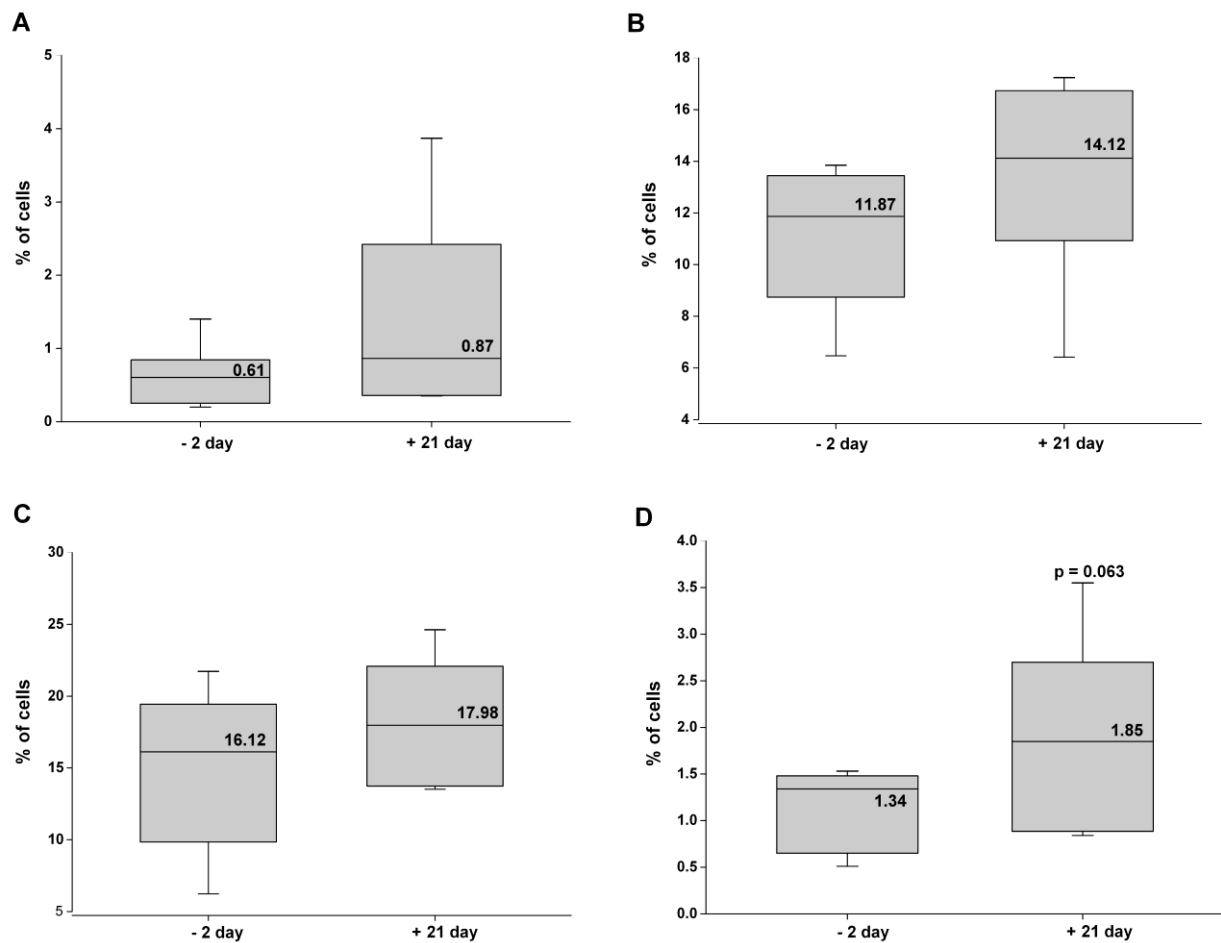 A
5
4
3
2
1
0
% of cells
0.61
0.87
- 2 day
+ 21 day
B
18
16
14
12
10
8
6
4
% of cells
11.87
14.12
- 2 day
+ 21 day
C
30
25
20
15
10
5
% of cells
16.12
17.98
- 2 day
+ 21 day
D
4.0
3.5
3.0
2.5
2.0
1.5
1.0
0.5
0.0
% of cells
p = 0.063
1.34
1.85
- 2 day
+ 21 day